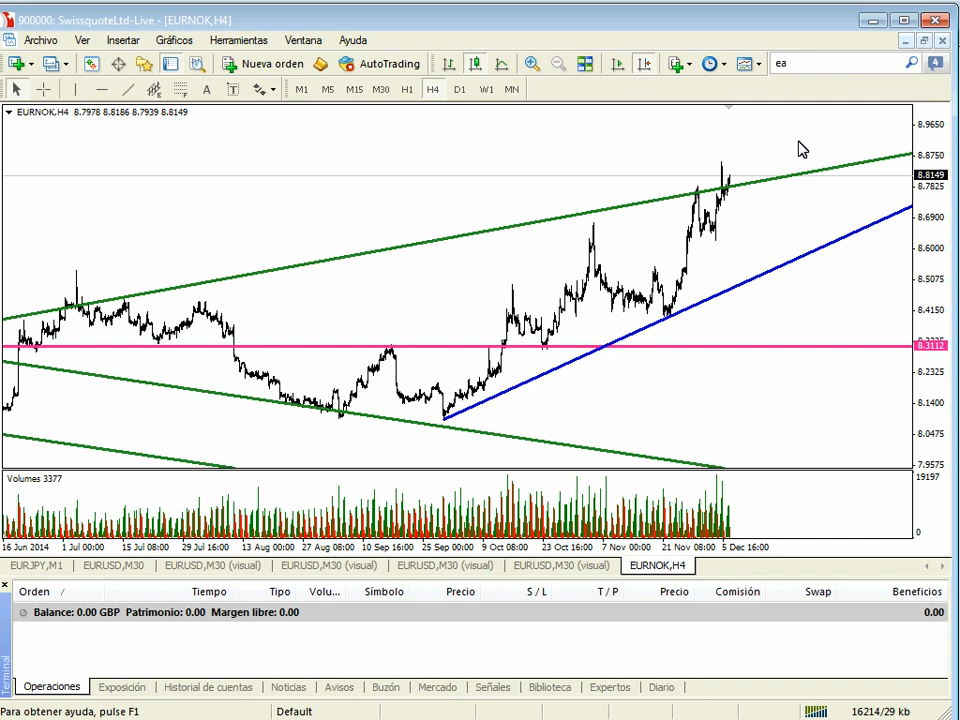 900000: SwissquoteLtd-Live - [EURNOK,H4]
Archivo Ver Insertar Gráficos Herramientas Ventana Ayuda
Nueva orden AutoTrading ea 4
A T M1 M5 M15 M30 H1 H4 D1 W1 MN
EURNOK,H4 8.7978 8.8186 8.7939 8.8149
8.9650
8.8750
8.8149
8.7825
8.6900
8.6000
8.5075
8.4150
8.3112
8.2325
8.1400
8.0475
7.9575
Volumes 3377
19197
0
16 Jun 2014 1 Jul 00:00 15 Jul 08:00 29 Jul 16:00 13 Aug 00:00 27 Aug 08:00 10 Sep 16:00 25 Sep 00:00 9 Oct 08:00 23 Oct 16:00 7 Nov 00:00 21 Nov 08:00 5 Dec 16:00
EURJPY,M1 EURUSD,M30 EURUSD,M30 (visual) EURUSD,M30 (visual) EURUSD,M30 (visual) EURUSD,M30 (visual) EURNOK,H4
Orden / Tiempo Tipo Volu... Símbolo Precio S / L T / P Precio Comisión Swap Beneficios
Balance: 0.00 GBP Patrimonio: 0.00 Margen libre: 0.00 0.00
Terminal
Operaciones Exposición Historial de cuentas Noticias Avisos Buzón Mercado Señales Biblioteca Expertos Diario
Para obtener ayuda, pulse F1 Default 16214/29 kb